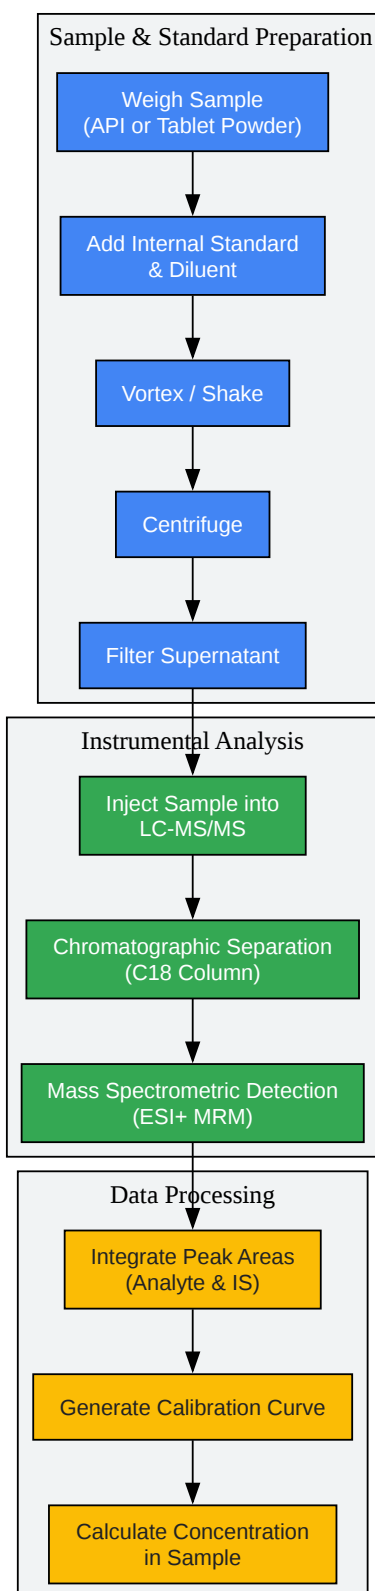 Sample & Standard Preparation
Weigh Sample
(API or Tablet Powder)
Add Internal Standard
& Diluent
Vortex / Shake
Centrifuge
Filter Supernatant
Instrumental Analysis
Inject Sample into
LC-MS/MS
Chromatographic Separation
(C18 Column)
Mass Spectrometric Detection
(ESI+ MRM)
Data Processing
Integrate Peak Areas
(Analyte & IS)
Generate Calibration Curve
Calculate Concentration
in Sample